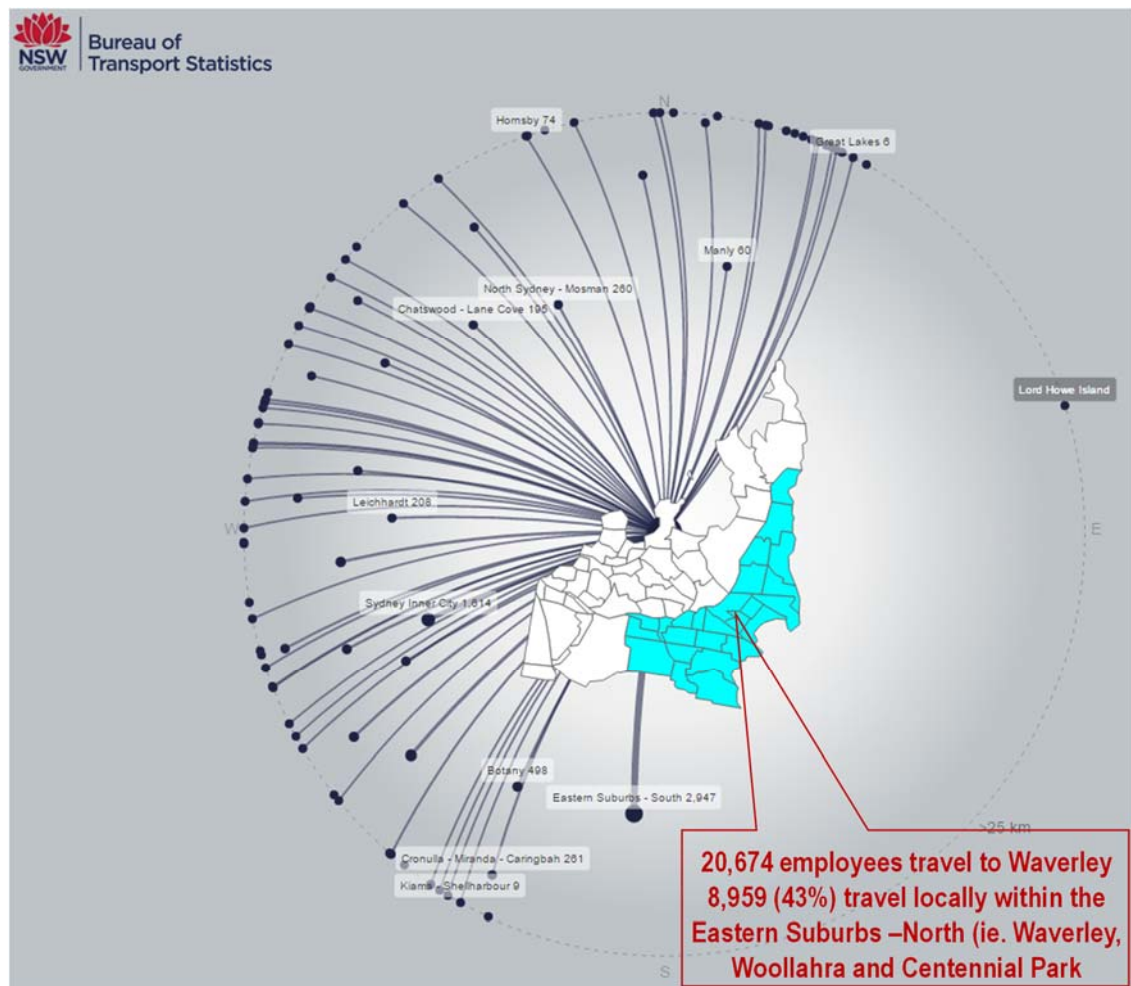 NSW
GOVERNMENT
Bureau of
Transport Statistics
N
Hornsby 74
Great Lakes 6
Manly 60
North Sydney - Mosman 260
Chatswood - Lane Cove 195
Lord Howe Island
Leichhardt 208
W
E
Sydney Inner City 1,614
Botany 498
Eastern Suburbs - South 2,947
>25 km
Cronulla - Miranda - Caringbah 261
Kiama - Shellharbour 9
S
20,674 employees travel to Waverley
8,959 (43%) travel locally within the
Eastern Suburbs –North (ie. Waverley,
Woollahra and Centennial Park